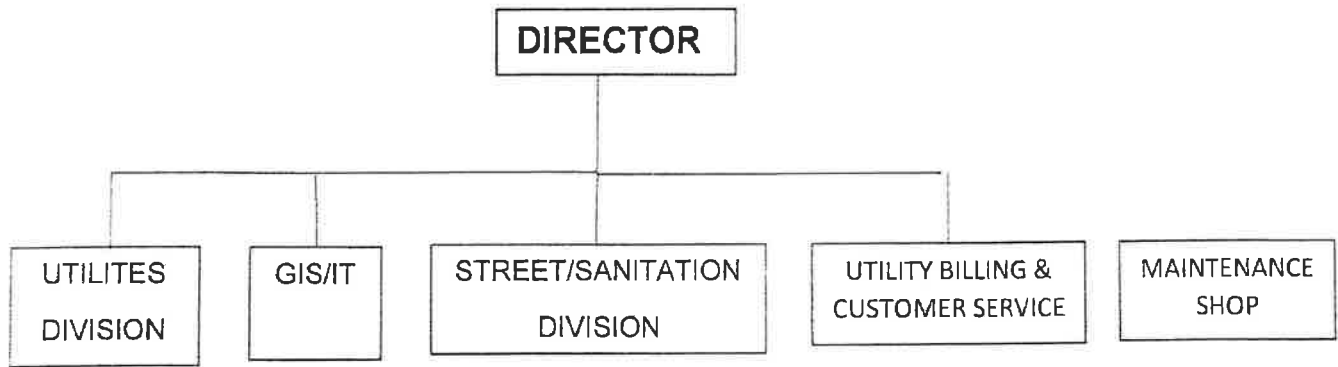 DIRECTOR
UTILITES
DIVISION
GIS/IT
STREET/SANITATION
DIVISION
UTILITY BILLING &
CUSTOMER SERVICE
MAINTENANCE
SHOP